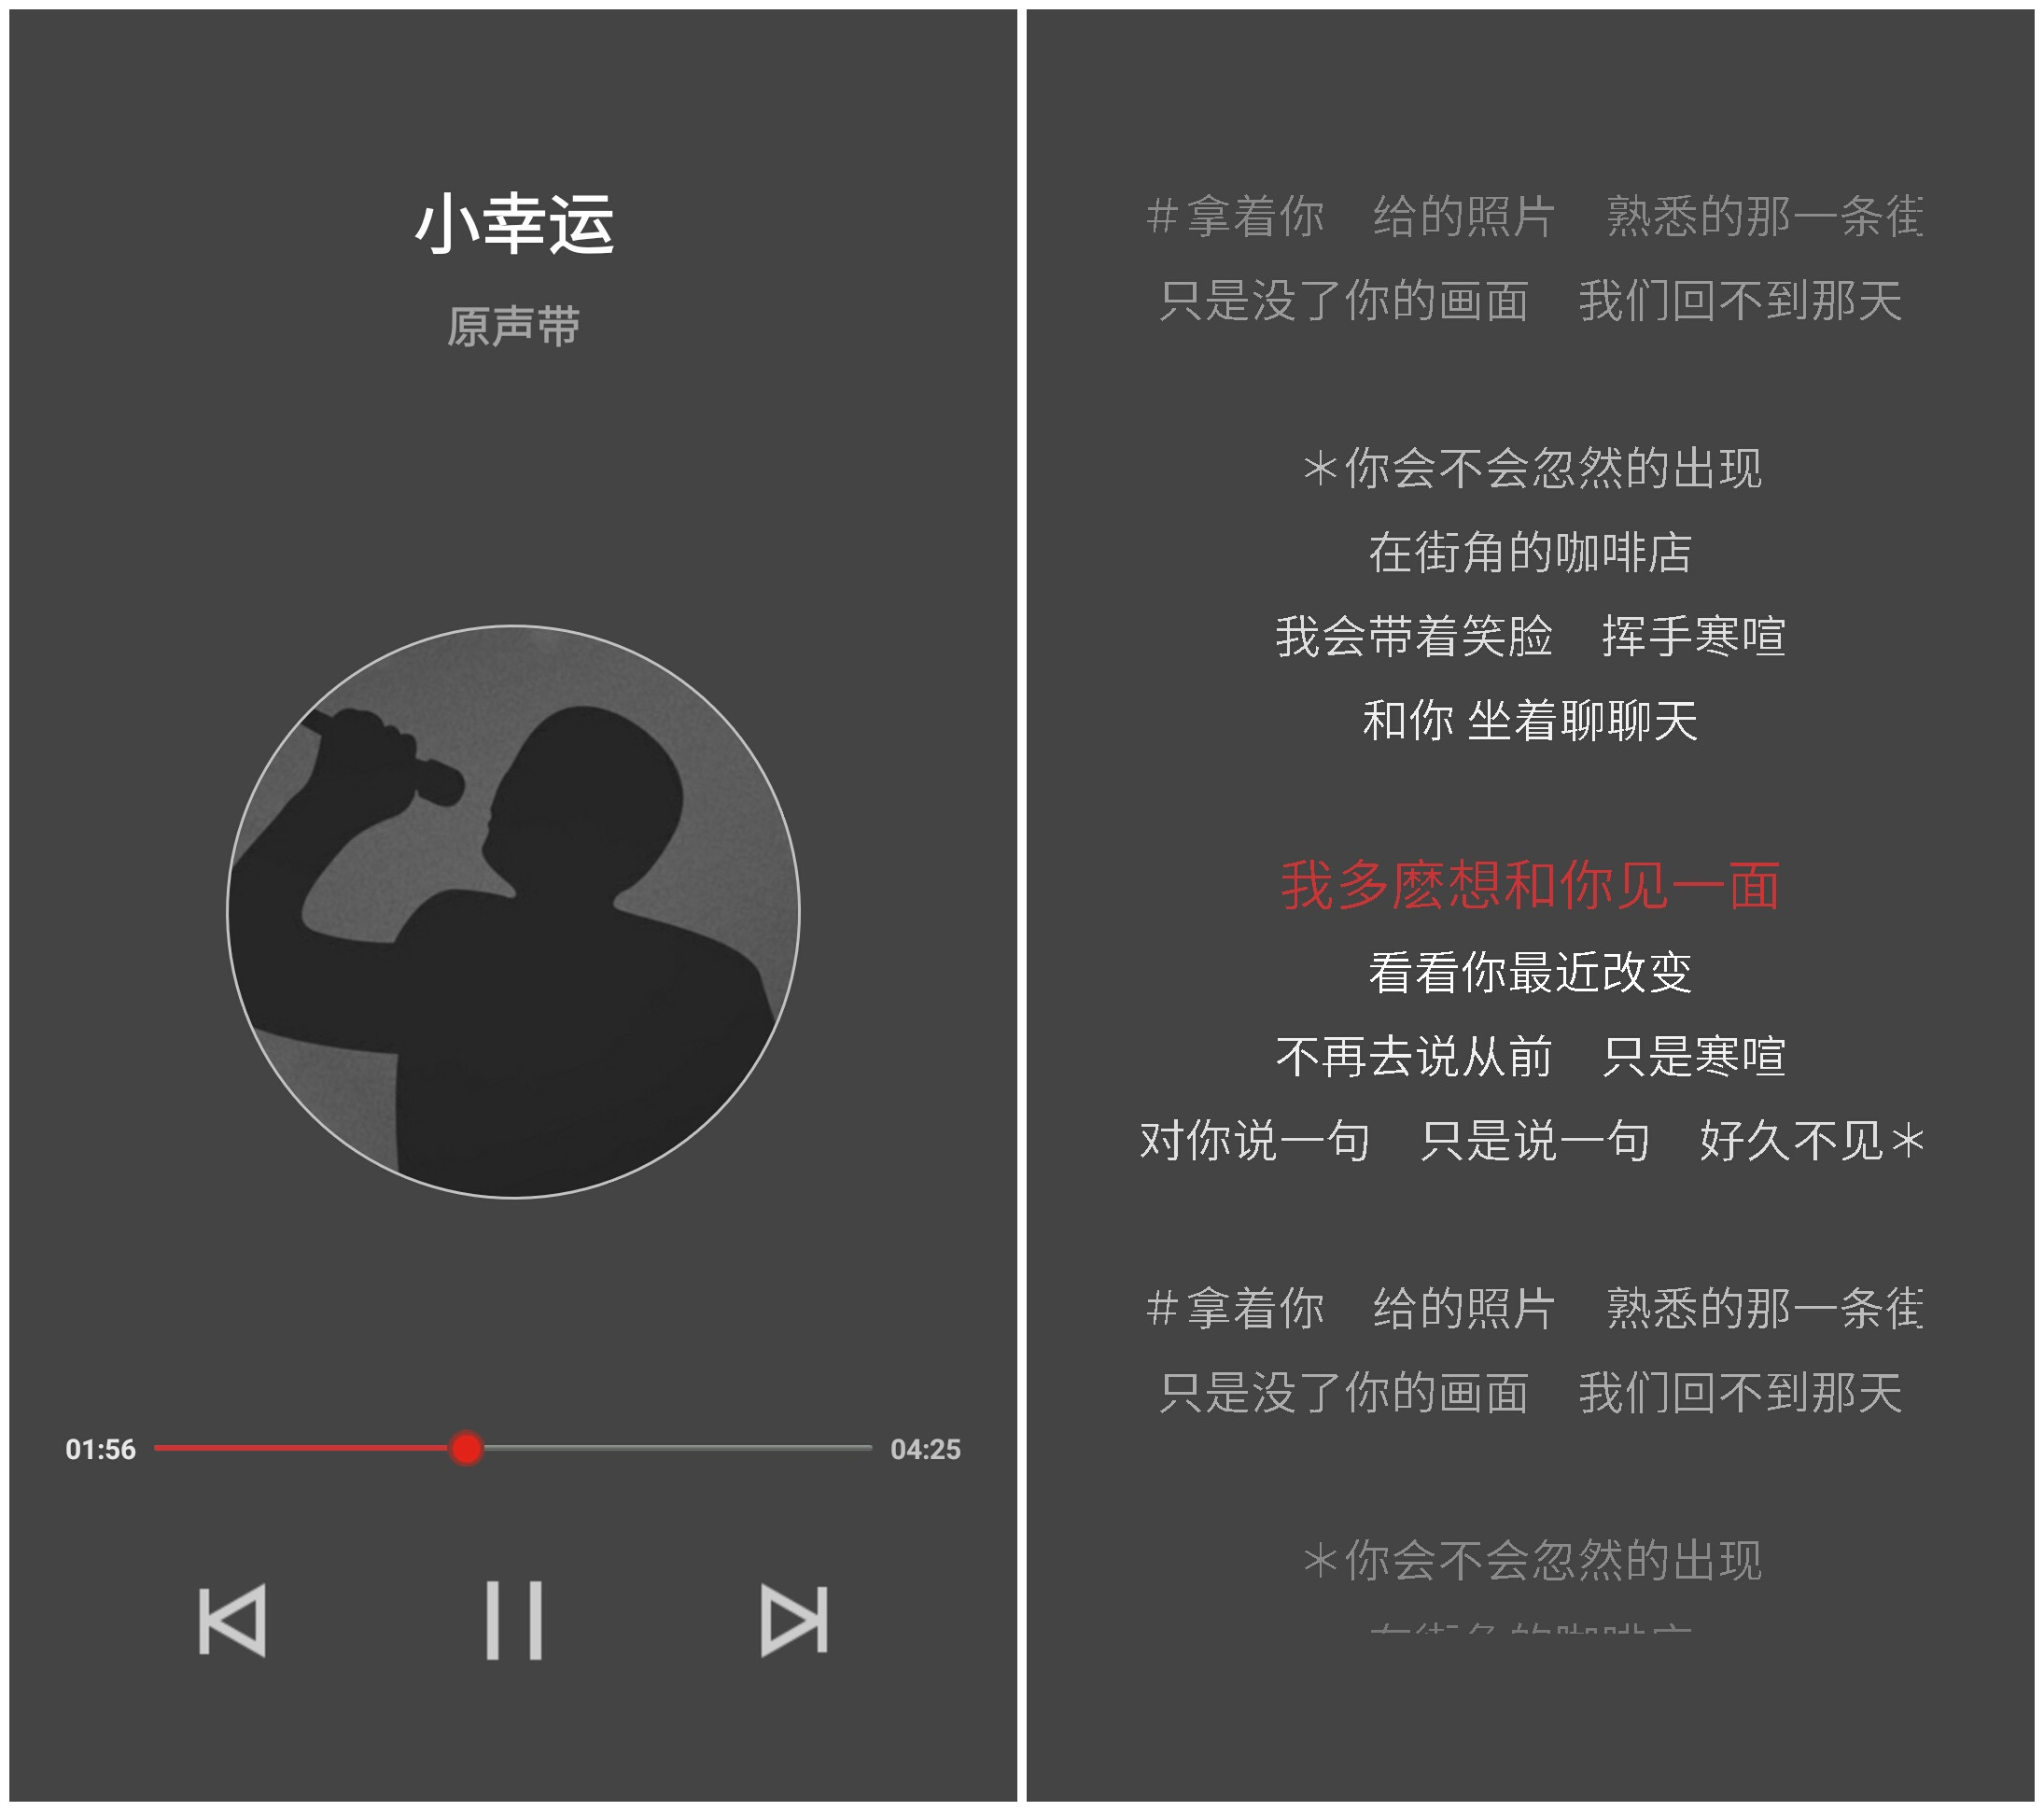 小幸运
原声带
01:56
04:25
＃拿着你　给的照片　熟悉的那一条街
只是没了你的画面　我们回不到那天
＊你会不会忽然的出现
在街角的咖啡店
我会带着笑脸　挥手寒喧
和你 坐着聊聊天
我多麽想和你见一面
看看你最近改变
不再去说从前　只是寒喧
对你说一句　只是说一句　好久不见＊
＃拿着你　给的照片　熟悉的那一条街
只是没了你的画面　我们回不到那天
＊你会不会忽然的出现